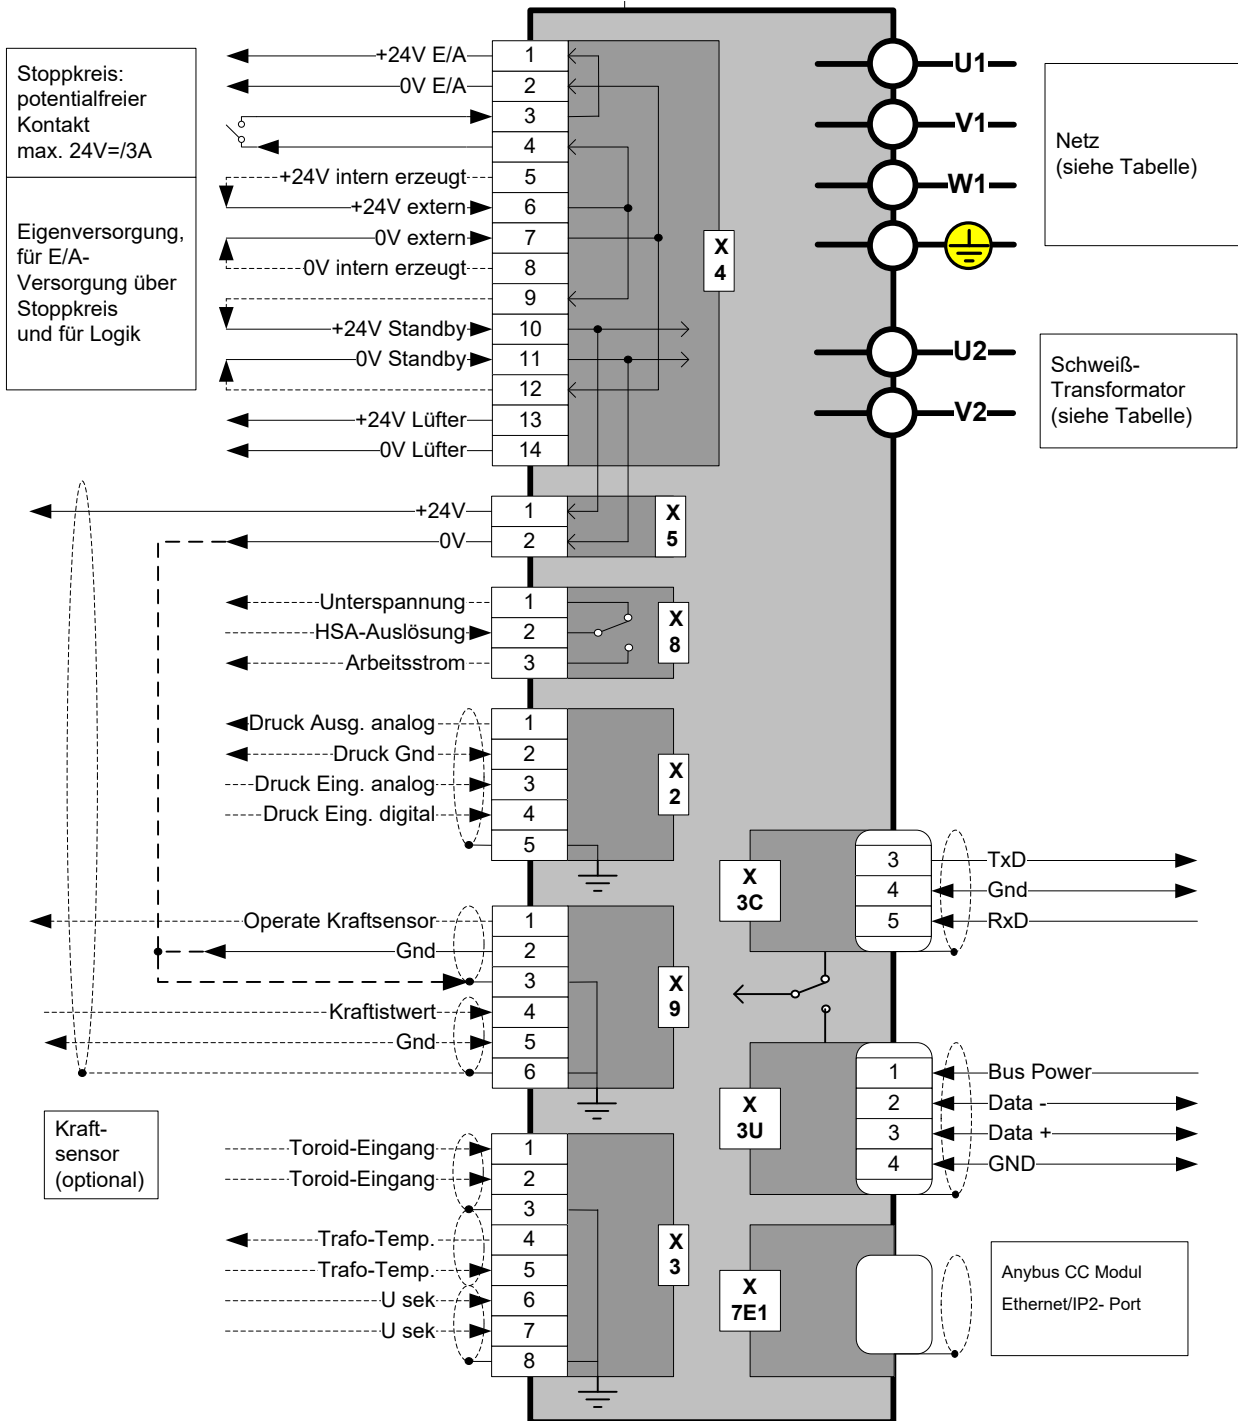 Stoppkreis:
potentialfreier
Kontakt
max. 24V=/3A
Eigenversorgung,
für E/A-
Versorgung über
Stoppkreis
und für Logik
+24V E/A 1
0V E/A 2
3
4
+24V intern erzeugt 5
+24V extern 6
0V extern 7
0V intern erzeugt 8
9
+24V Standby 10
0V Standby 11
12
+24V Lüfter 13
0V Lüfter 14
X
4
+24V 1
0V 2
X
5
Unterspannung 1
HSA-Auslösung 2
Arbeitsstrom 3
X
8
Druck Ausg. analog 1
Druck Gnd 2
Druck Eing. analog 3
Druck Eing. digital 4
5
X
2
Operate Kraftsensor 1
Gnd 2
3
Kraftistwert 4
Gnd 5
6
X
9
Kraft-
sensor
(optional)
Toroid-Eingang 1
Toroid-Eingang 2
3
Trafo-Temp. 4
Trafo-Temp. 5
U sek 6
U sek 7
8
X
3
U1
V1
W1
Netz
(siehe Tabelle)
U2
V2
Schweiß-
Transformator
(siehe Tabelle)
X
3C
3 TxD
4 Gnd
5 RxD
X
3U
1 Bus Power
2 Data -
3 Data +
4 GND
X
7E1
Anybus CC Modul
Ethernet/IP2- Port